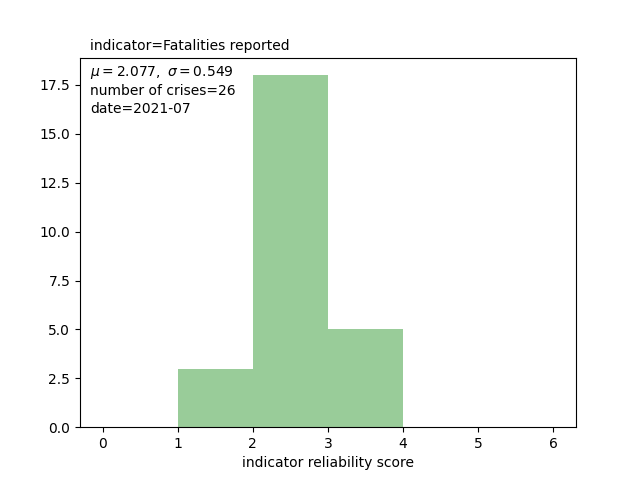 indicator=Fatalities reported
μ = 2.077, σ = 0.549
number of crises=26
date=2021-07
17.5
15.0
12.5
10.0
7.5
5.0
2.5
0.0
0 1 2 3 4 5 6
indicator reliability score